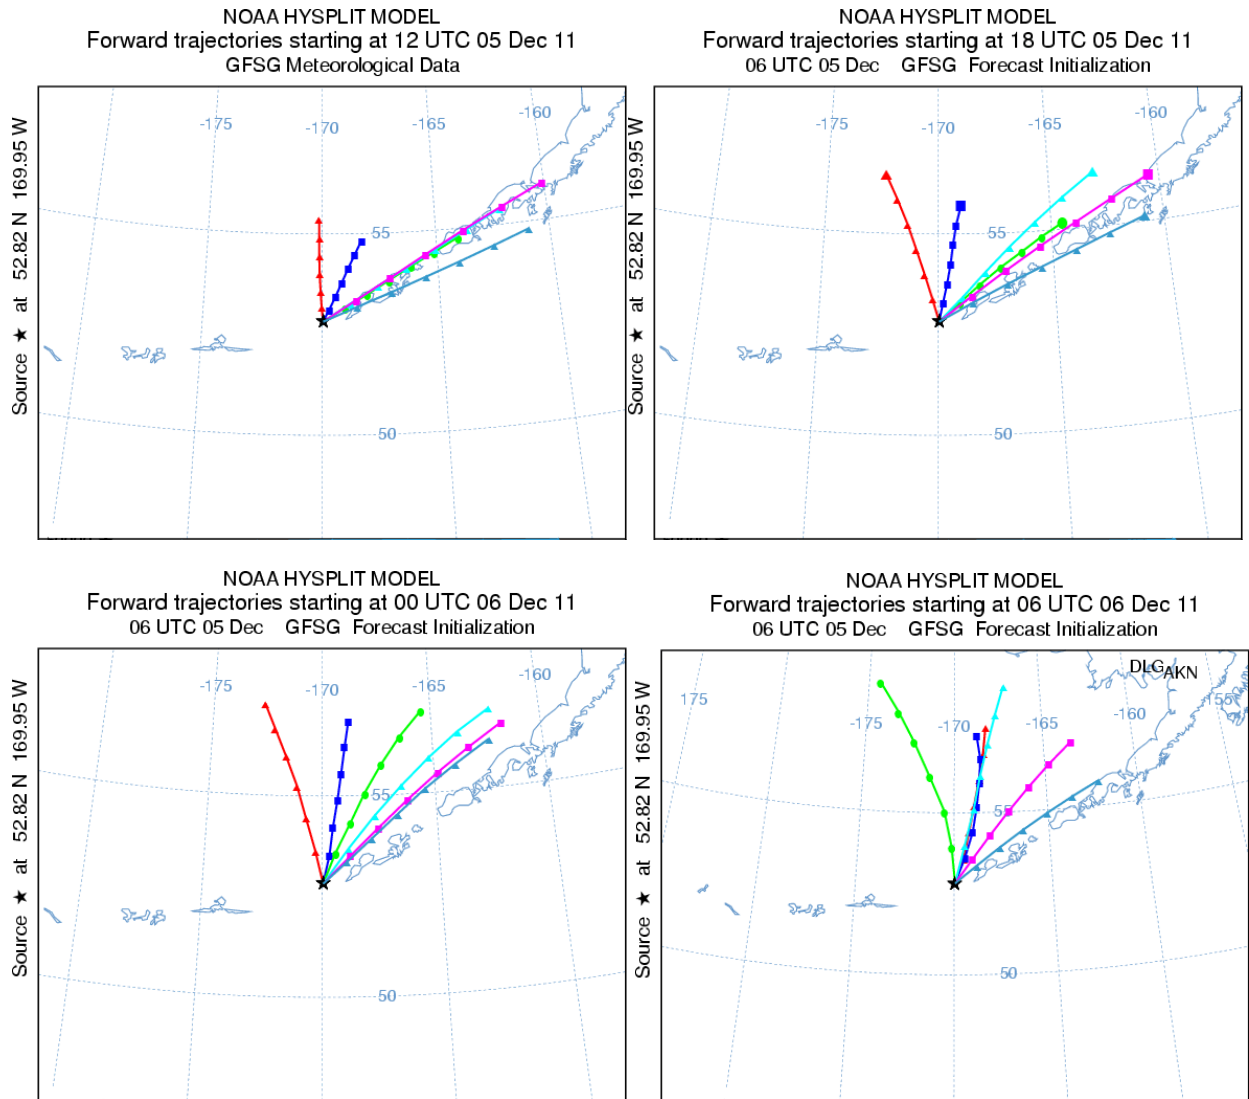 NOAA HYSPLIT MODEL
Forward trajectories starting at 12 UTC 05 Dec 11
GFSG Meteorological Data
Source ★ at 52.82 N 169.95 W
-175
-170
-165
-160
55
50
NOAA HYSPLIT MODEL
Forward trajectories starting at 18 UTC 05 Dec 11
06 UTC 05 Dec GFSG Forecast Initialization
Source ★ at 52.82 N 169.95 W
-175
-170
-165
-160
55
50
NOAA HYSPLIT MODEL
Forward trajectories starting at 00 UTC 06 Dec 11
06 UTC 05 Dec GFSG Forecast Initialization
Source ★ at 52.82 N 169.95 W
-175
-170
-165
-160
55
50
NOAA HYSPLIT MODEL
Forward trajectories starting at 06 UTC 06 Dec 11
06 UTC 05 Dec GFSG Forecast Initialization
Source ★ at 52.82 N 169.95 W
DLG
AKN
175
-175
-170
-165
-160
55
55
50